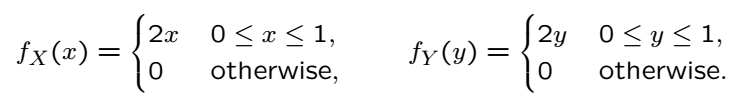 f_X(x) = { 2x 0 ≤ x ≤ 1, 0 otherwise, f_Y(y) = { 2y 0 ≤ y ≤ 1, 0 otherwise.